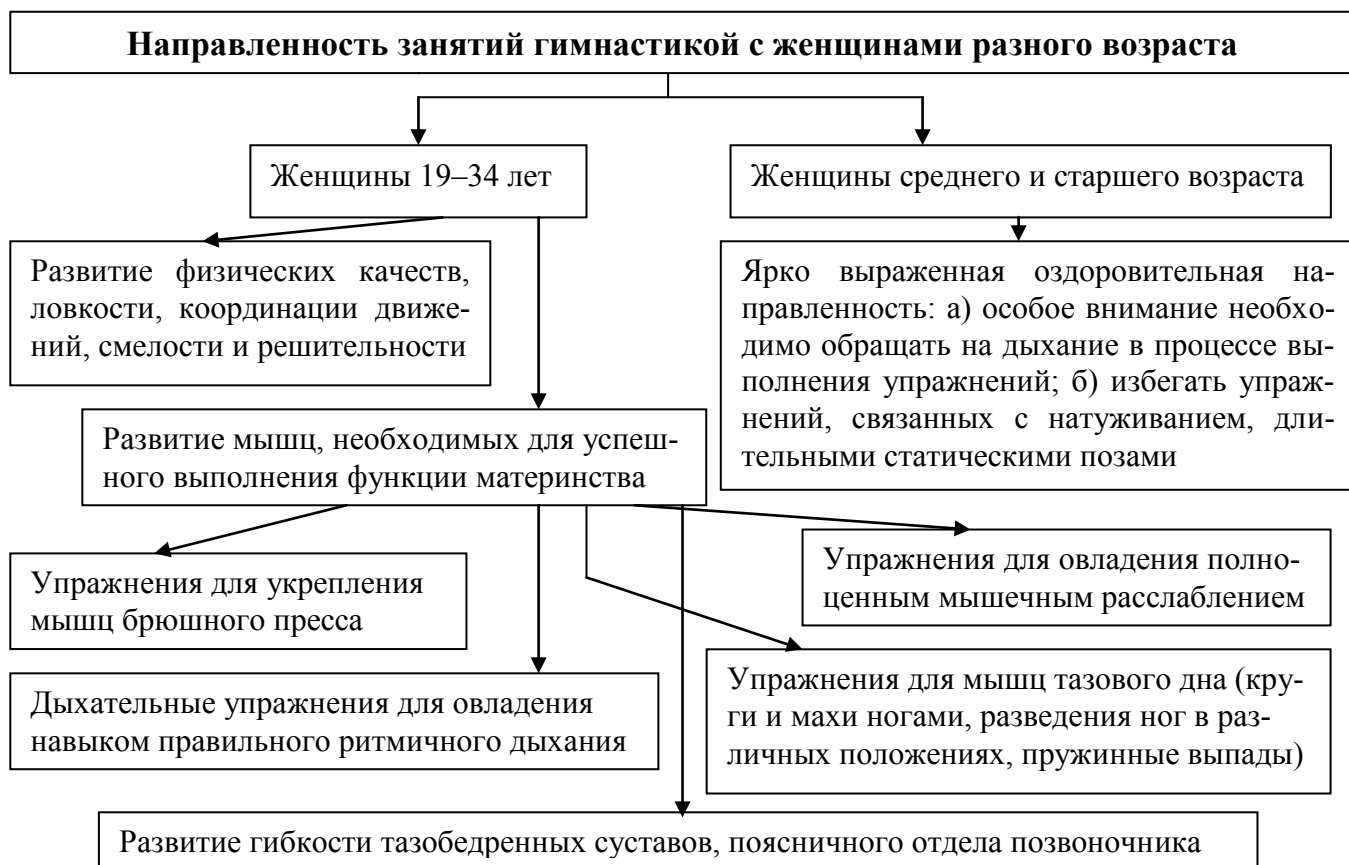 Направленность занятий гимнастикой с женщинами разного возраста
Женщины 19–34 лет
Женщины среднего и старшего возраста
Развитие физических качеств,
ловкости, координации движе-
ний, смелости и решительности
Ярко выраженная оздоровительная на-
правленность: а) особое внимание необхо-
димо обращать на дыхание в процессе вы-
полнения упражнений; б) избегать упраж-
нений, связанных с натуживанием, дли-
тельными статическими позами
Развитие мышц, необходимых для успеш-
ного выполнения функции материнства
Упражнения для укрепления
мышц брюшного пресса
Упражнения для овладения полно-
ценным мышечным расслаблением
Дыхательные упражнения для овладения
навыком правильного ритмичного дыхания
Упражнения для мышц тазового дна (кру-
ги и махи ногами, разведения ног в раз-
личных положениях, пружинные выпады)
Развитие гибкости тазобедренных суставов, поясничного отдела позвоночника